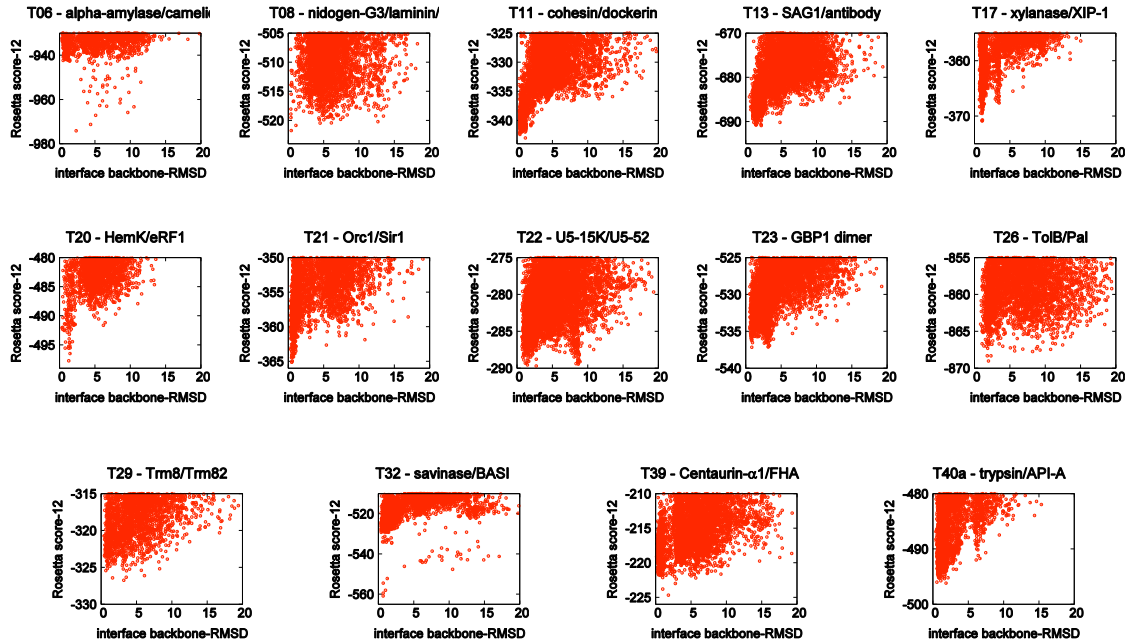 T06 - alpha-amylase/cameli
T08 - nidogen-G3/laminin/
T11 - cohesin/dockerin
T13 - SAG1/antibody
T17 - xylanase/XIP-1
Rosetta score-12
-940
-960
-980
0 5 10 15 20
interface backbone-RMSD
Rosetta score-12
-505
-510
-515
-520
0 5 10 15 20
interface backbone-RMSD
Rosetta score-12
-325
-330
-335
-340
0 5 10 15 20
interface backbone-RMSD
Rosetta score-12
-670
-680
-690
0 5 10 15 20
interface backbone-RMSD
Rosetta score-12
-360
-370
0 5 10 15 20
interface backbone-RMSD
T20 - HemK/eRF1
T21 - Orc1/Sir1
T22 - U5-15K/U5-52
T23 - GBP1 dimer
T26 - TolB/Pal
Rosetta score-12
-480
-485
-490
-495
0 5 10 15 20
interface backbone-RMSD
Rosetta score-12
-350
-355
-360
-365
0 5 10 15 20
interface backbone-RMSD
Rosetta score-12
-275
-280
-285
-290
0 5 10 15 20
interface backbone-RMSD
Rosetta score-12
-525
-530
-535
-540
0 5 10 15 20
interface backbone-RMSD
Rosetta score-12
-855
-860
-865
-870
0 5 10 15 20
interface backbone-RMSD
T29 - Trm8/Trm82
T32 - savinase/BASI
T39 - Centaurin-α1/FHA
T40a - trypsin/API-A
Rosetta score-12
-315
-320
-325
-330
0 5 10 15 20
interface backbone-RMSD
Rosetta score-12
-520
-540
-560
0 5 10 15 20
interface backbone-RMSD
Rosetta score-12
-210
-215
-220
-225
0 5 10 15 20
interface backbone-RMSD
Rosetta score-12
-480
-490
-500
0 5 10 15 20
interface backbone-RMSD